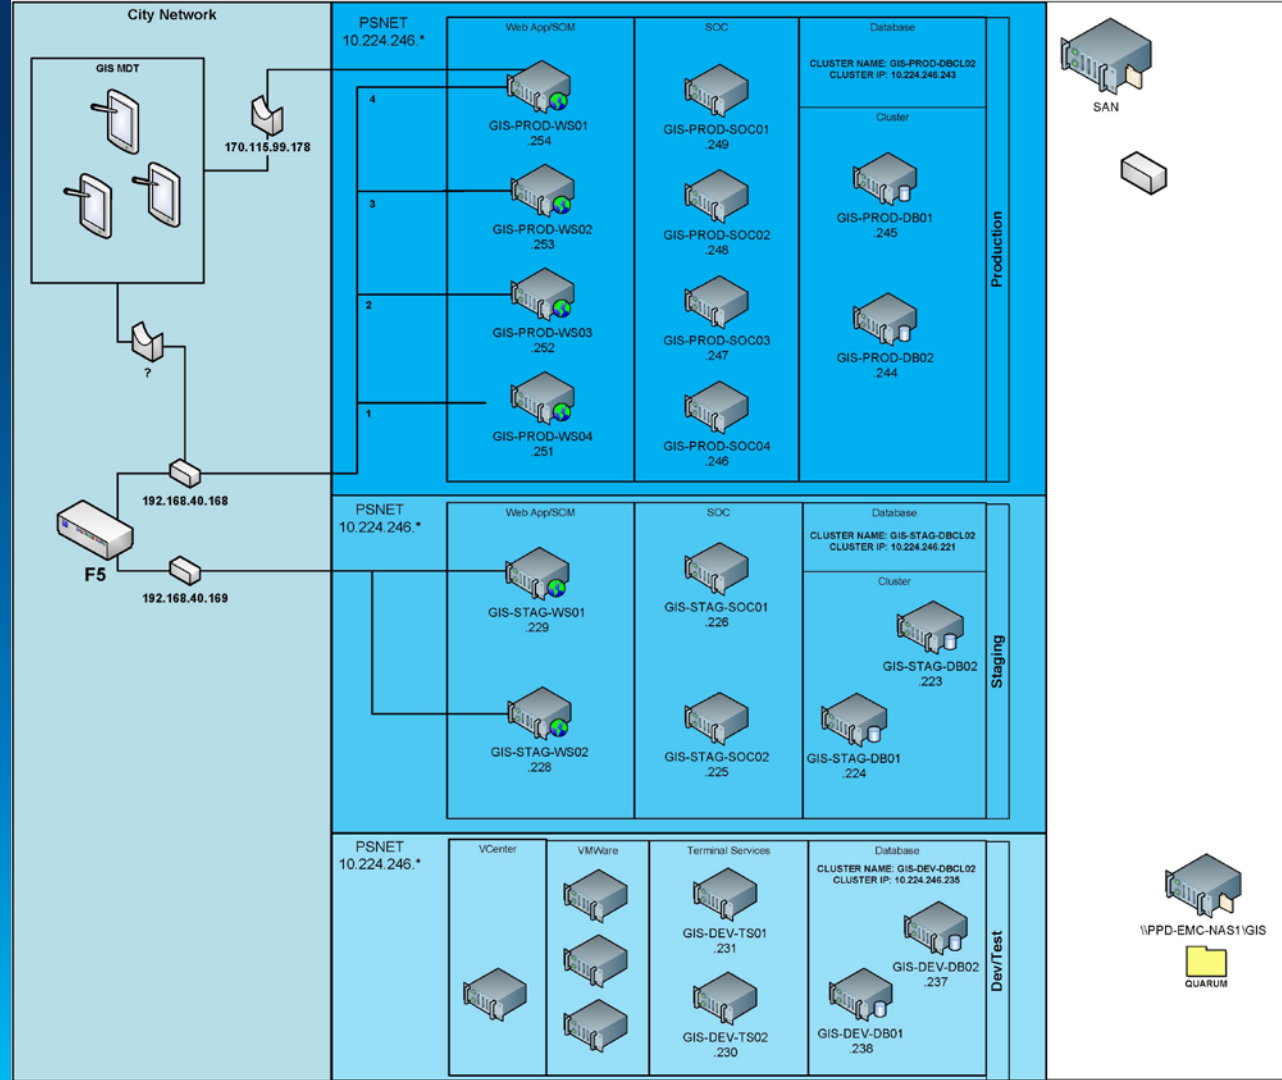 City Network
GIS MDT
170.115.99.178
?
192.168.40.168
F5
192.168.40.169
PSNET
10.224.246.*
Web App/SOM
4
GIS-PROD-WS01
.254
3
GIS-PROD-WS02
.253
2
GIS-PROD-WS03
.252
1
GIS-PROD-WS04
.251
SOC
GIS-PROD-SOC01
.249
GIS-PROD-SOC02
.248
GIS-PROD-SOC03
.247
GIS-PROD-SOC04
.246
Database
CLUSTER NAME: GIS-PROD-DBCL02
CLUSTER IP: 10.224.246.243
Cluster
GIS-PROD-DB01
.245
GIS-PROD-DB02
.244
Production
PSNET
10.224.246.*
Web App/SOM
GIS-STAG-WS01
.229
GIS-STAG-WS02
.228
SOC
GIS-STAG-SOC01
.226
GIS-STAG-SOC02
.225
Database
CLUSTER NAME: GIS-STAG-DBCL02
CLUSTER IP: 10.224.246.221
Cluster
GIS-STAG-DB02
.223
GIS-STAG-DB01
.224
Staging
PSNET
10.224.246.*
VCenter
VMWare
Terminal Services
GIS-DEV-TS01
.231
GIS-DEV-TS02
.230
Database
CLUSTER NAME: GIS-DEV-DBCL02
CLUSTER IP: 10.224.246.235
GIS-DEV-DB02
.237
GIS-DEV-DB01
.238
Dev/Test
SAN
\\PPD-EMC-NAS1\GIS
QUARUM